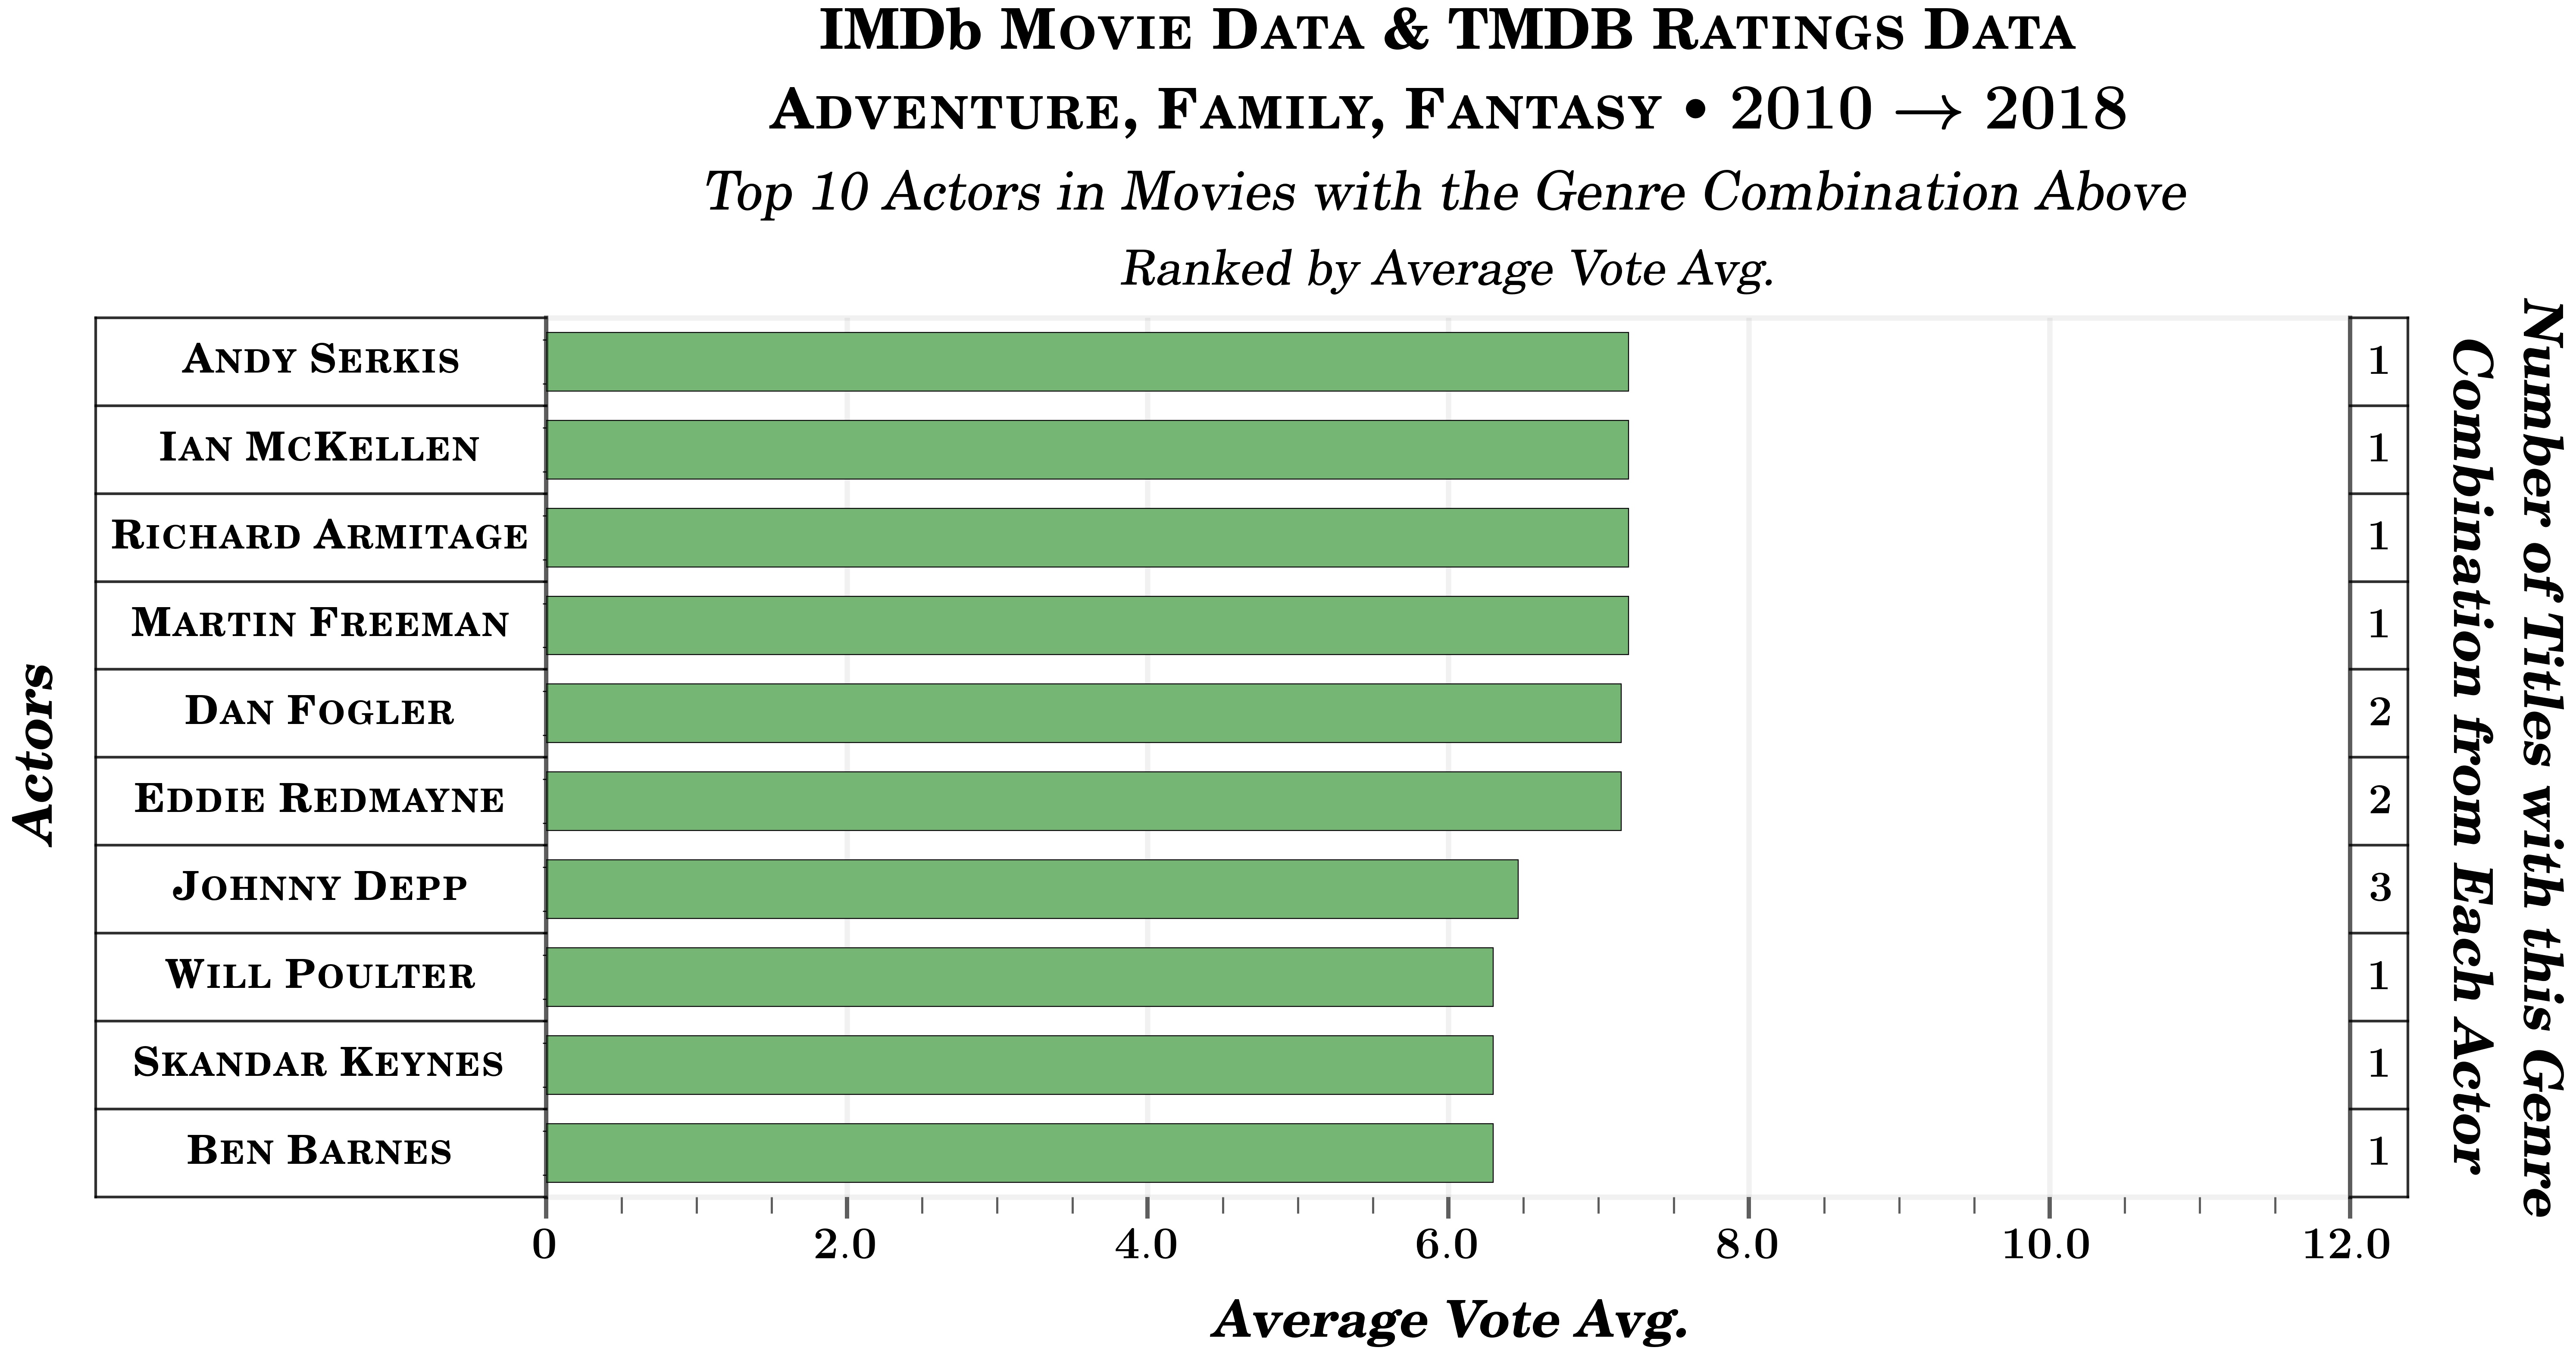 IMDb Movie Data & TMDB Ratings Data
Adventure, Family, Fantasy • 2010 → 2018
Top 10 Actors in Movies with the Genre Combination Above
Ranked by Average Vote Avg.
Actors
Andy Serkis 1
Ian McKellen 1
Richard Armitage 1
Martin Freeman 1
Dan Fogler 2
Eddie Redmayne 2
Johnny Depp 3
Will Poulter 1
Skandar Keynes 1
Ben Barnes 1
Number of Titles with this Genre
Combination from Each Actor
0 2.0 4.0 6.0 8.0 10.0 12.0
Average Vote Avg.